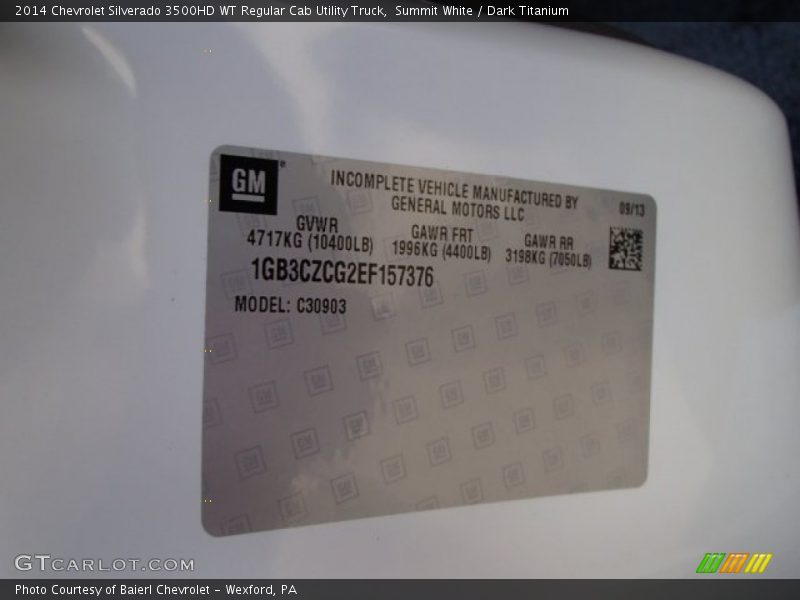 2014 Chevrolet Silverado 3500HD WT Regular Cab Utility Truck,  Summit White / Dark Titanium
GM
INCOMPLETE VEHICLE MANUFACTURED BY
GENERAL MOTORS LLC
09/13
GVWR
4717KG (10400LB)
GAWR FRT
1996KG (4400LB)
GAWR RR
3198KG (7050LB)
1GB3CZCG2EF157376
MODEL: C30903
GTCARLOT.COM
Photo Courtesy of Baierl Chevrolet – Wexford, PA